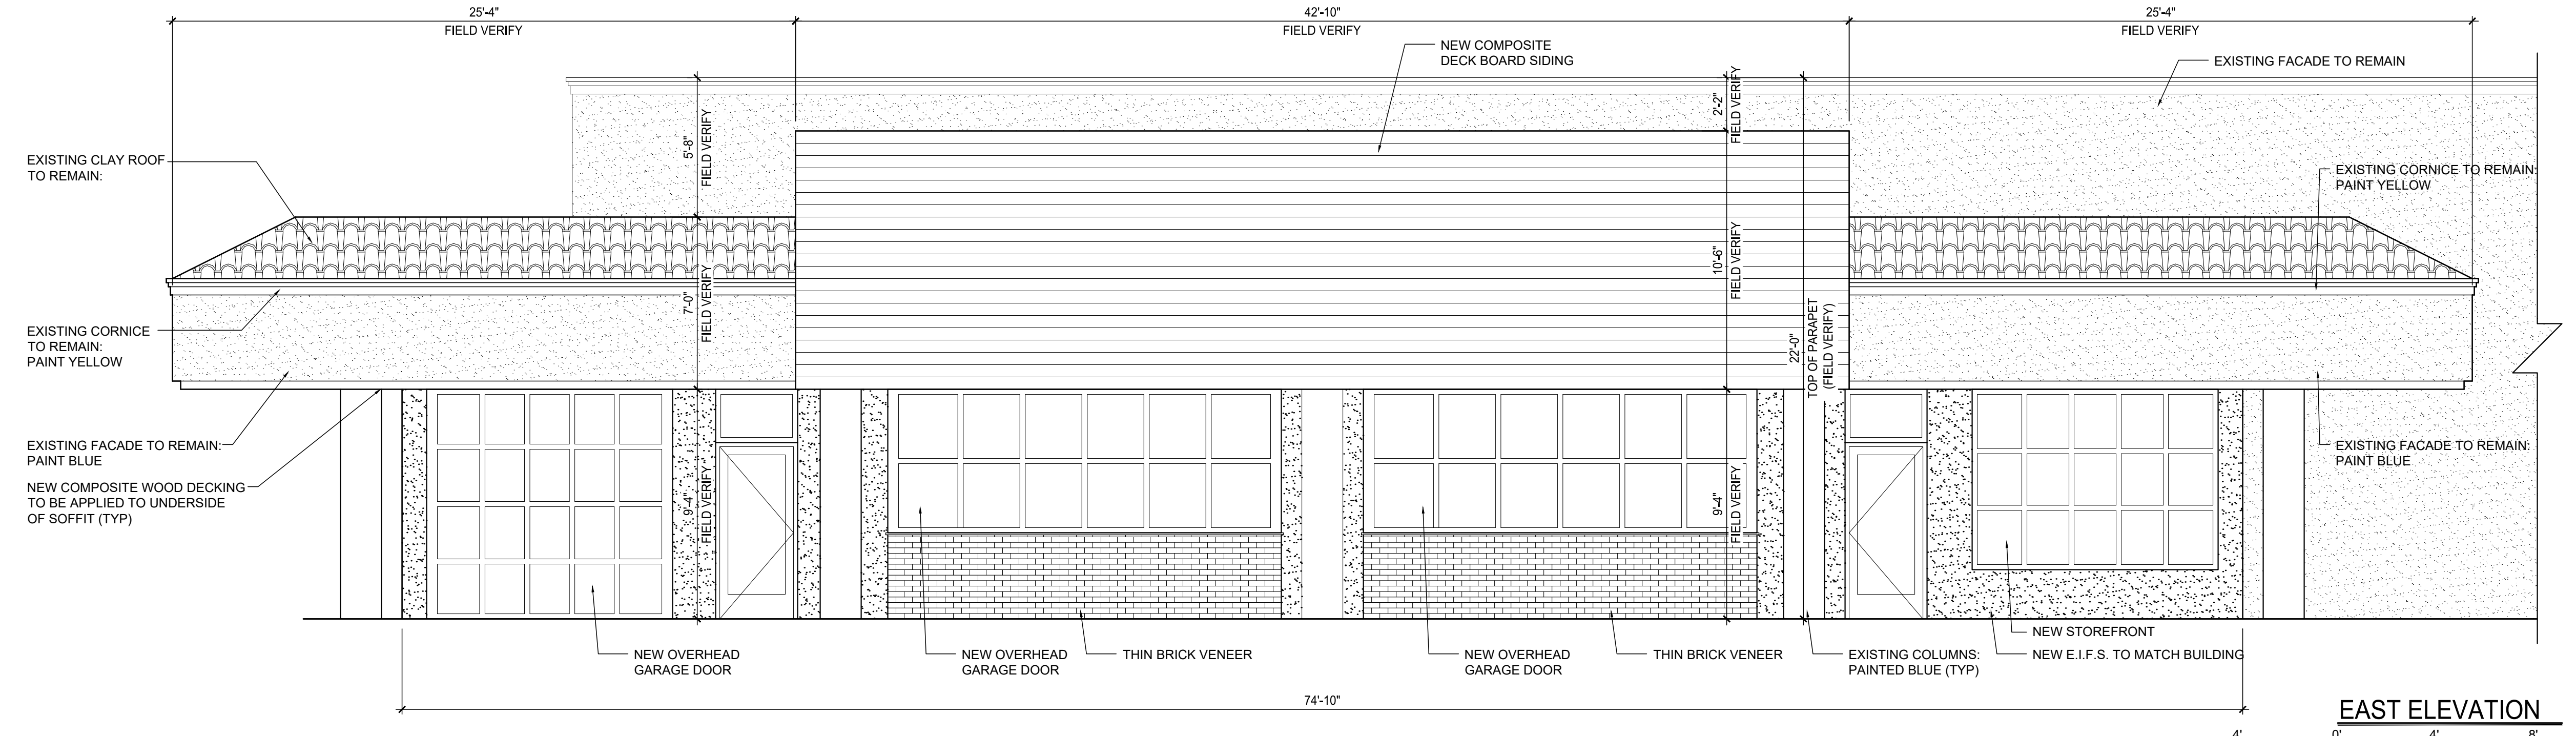 25'-4"
FIELD VERIFY
42'-10"
FIELD VERIFY
25'-4"
FIELD VERIFY
NEW COMPOSITE
DECK BOARD SIDING
EXISTING FACADE TO REMAIN
5'-8"
FIELD VERIFY
2'-2"
FIELD VERIFY
EXISTING CLAY ROOF
TO REMAIN:
EXISTING CORNICE TO REMAIN:
PAINT YELLOW
7'-0"
FIELD VERIFY
10'-6"
FIELD VERIFY
22'-0"
TOP OF PARAPET
(FIELD VERIFY)
EXISTING CORNICE
TO REMAIN:
PAINT YELLOW
EXISTING FACADE TO REMAIN:
PAINT BLUE
EXISTING FACADE TO REMAIN:
PAINT BLUE
NEW COMPOSITE WOOD DECKING
TO BE APPLIED TO UNDERSIDE
OF SOFFIT (TYP)
9'-4"
FIELD VERIFY
9'-4"
FIELD VERIFY
NEW OVERHEAD
GARAGE DOOR
NEW OVERHEAD
GARAGE DOOR
THIN BRICK VENEER
NEW OVERHEAD
GARAGE DOOR
THIN BRICK VENEER
EXISTING COLUMNS:
PAINTED BLUE (TYP)
NEW STOREFRONT
NEW E.I.F.S. TO MATCH BUILDING
74'-10"
EAST ELEVATION
4' 0' 4' 8'